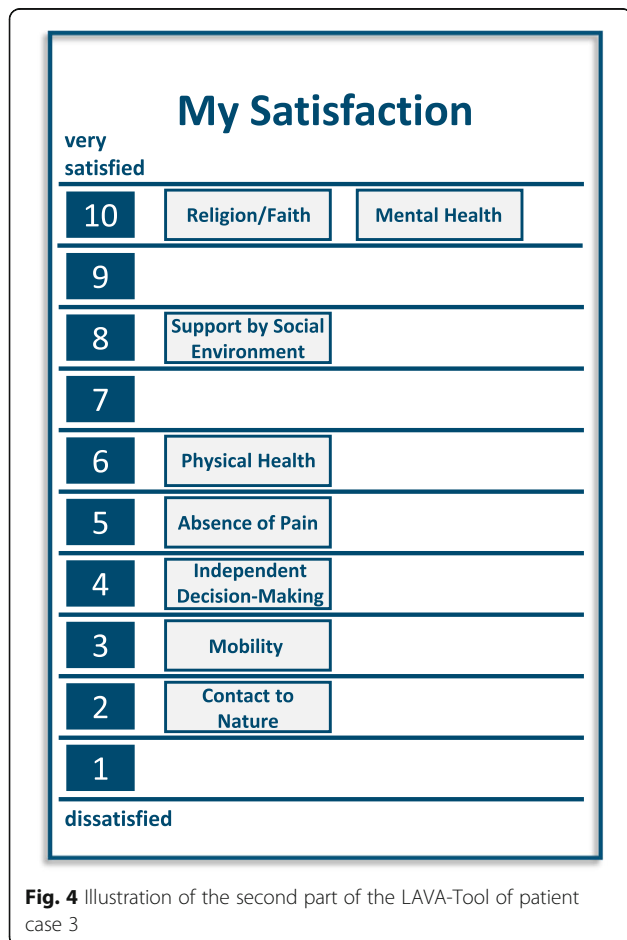 My Satisfaction
very
satisfied
10 Religion/Faith Mental Health
9
8 Support by Social
Environment
7
6 Physical Health
5 Absence of Pain
4 Independent
Decision-Making
3 Mobility
2 Contact to
Nature
1
dissatisfied
Fig. 4 Illustration of the second part of the LAVA-Tool of patient
case 3